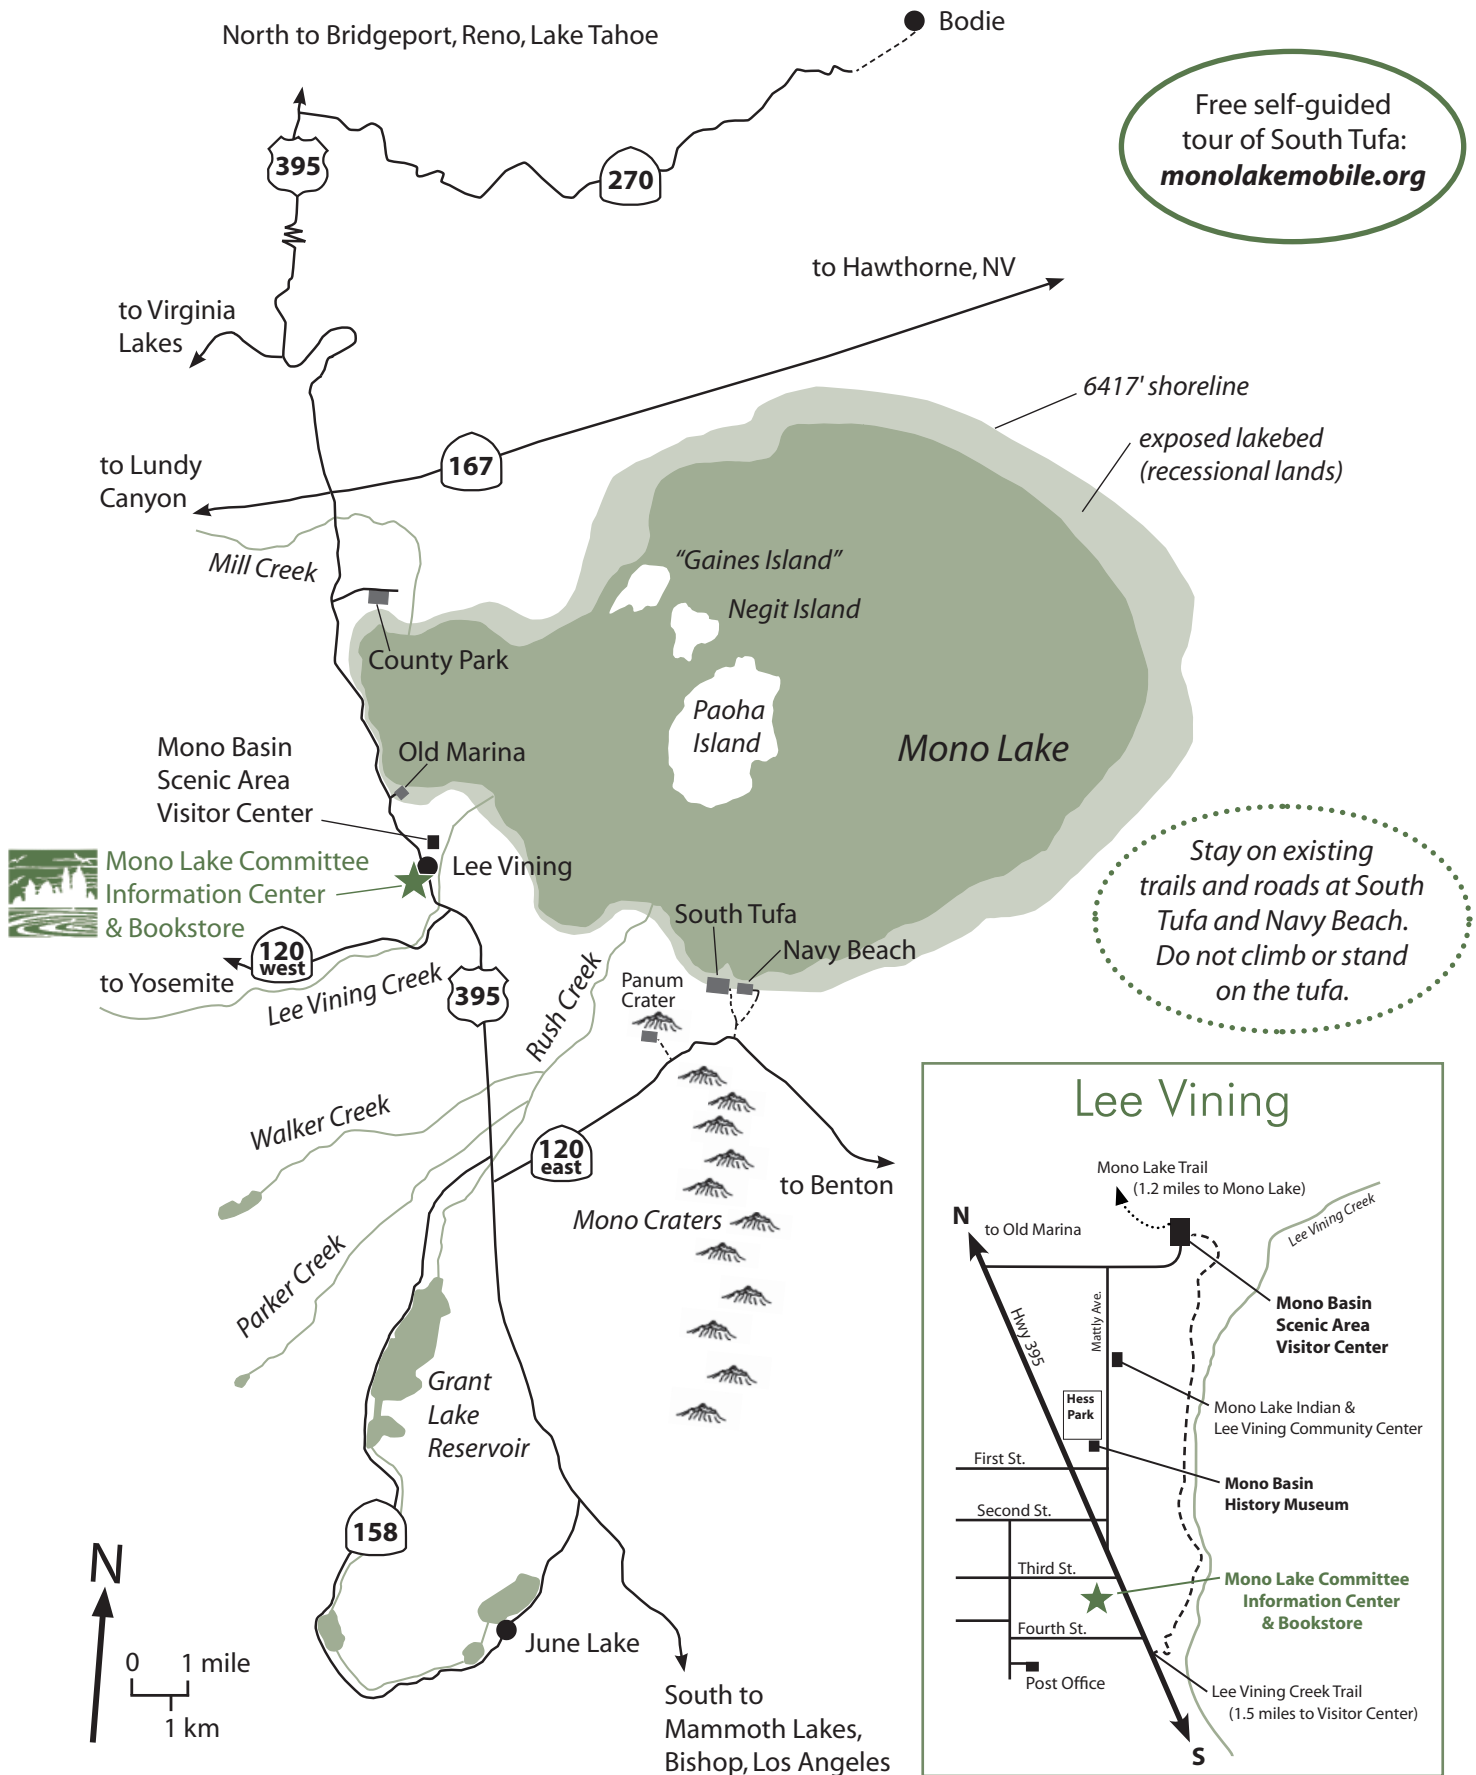 North to Bridgeport, Reno, Lake Tahoe
Bodie
Free self-guided
tour of South Tufa:
monolakemobile.org
395
270
to Hawthorne, NV
to Virginia
Lakes
6417' shoreline
exposed lakebed
(recessional lands)
to Lundy
Canyon
167
Mill Creek
"Gaines Island"
Negit Island
County Park
Paoha
Island
Mono Lake
Mono Basin
Scenic Area
Visitor Center
Old Marina
Mono Lake Committee
Information Center
& Bookstore
Lee Vining
Stay on existing
trails and roads at South
Tufa and Navy Beach.
Do not climb or stand
on the tufa.
120
west
to Yosemite
Lee Vining Creek
395
Rush Creek
South Tufa
Navy Beach
Panum
Crater
Walker Creek
120
east
to Benton
Mono Craters
Parker Creek
Grant
Lake
Reservoir
158
June Lake
N
0 1 mile
1 km
South to
Mammoth Lakes,
Bishop, Los Angeles
Lee Vining
Mono Lake Trail
(1.2 miles to Mono Lake)
Lee Vining Creek
N
to Old Marina
Hwy 395
Mattly Ave.
Mono Basin
Scenic Area
Visitor Center
Hess
Park
Mono Lake Indian &
Lee Vining Community Center
First St.
Mono Basin
History Museum
Second St.
Third St.
Mono Lake Committee
Information Center
& Bookstore
Fourth St.
Post Office
Lee Vining Creek Trail
(1.5 miles to Visitor Center)
S